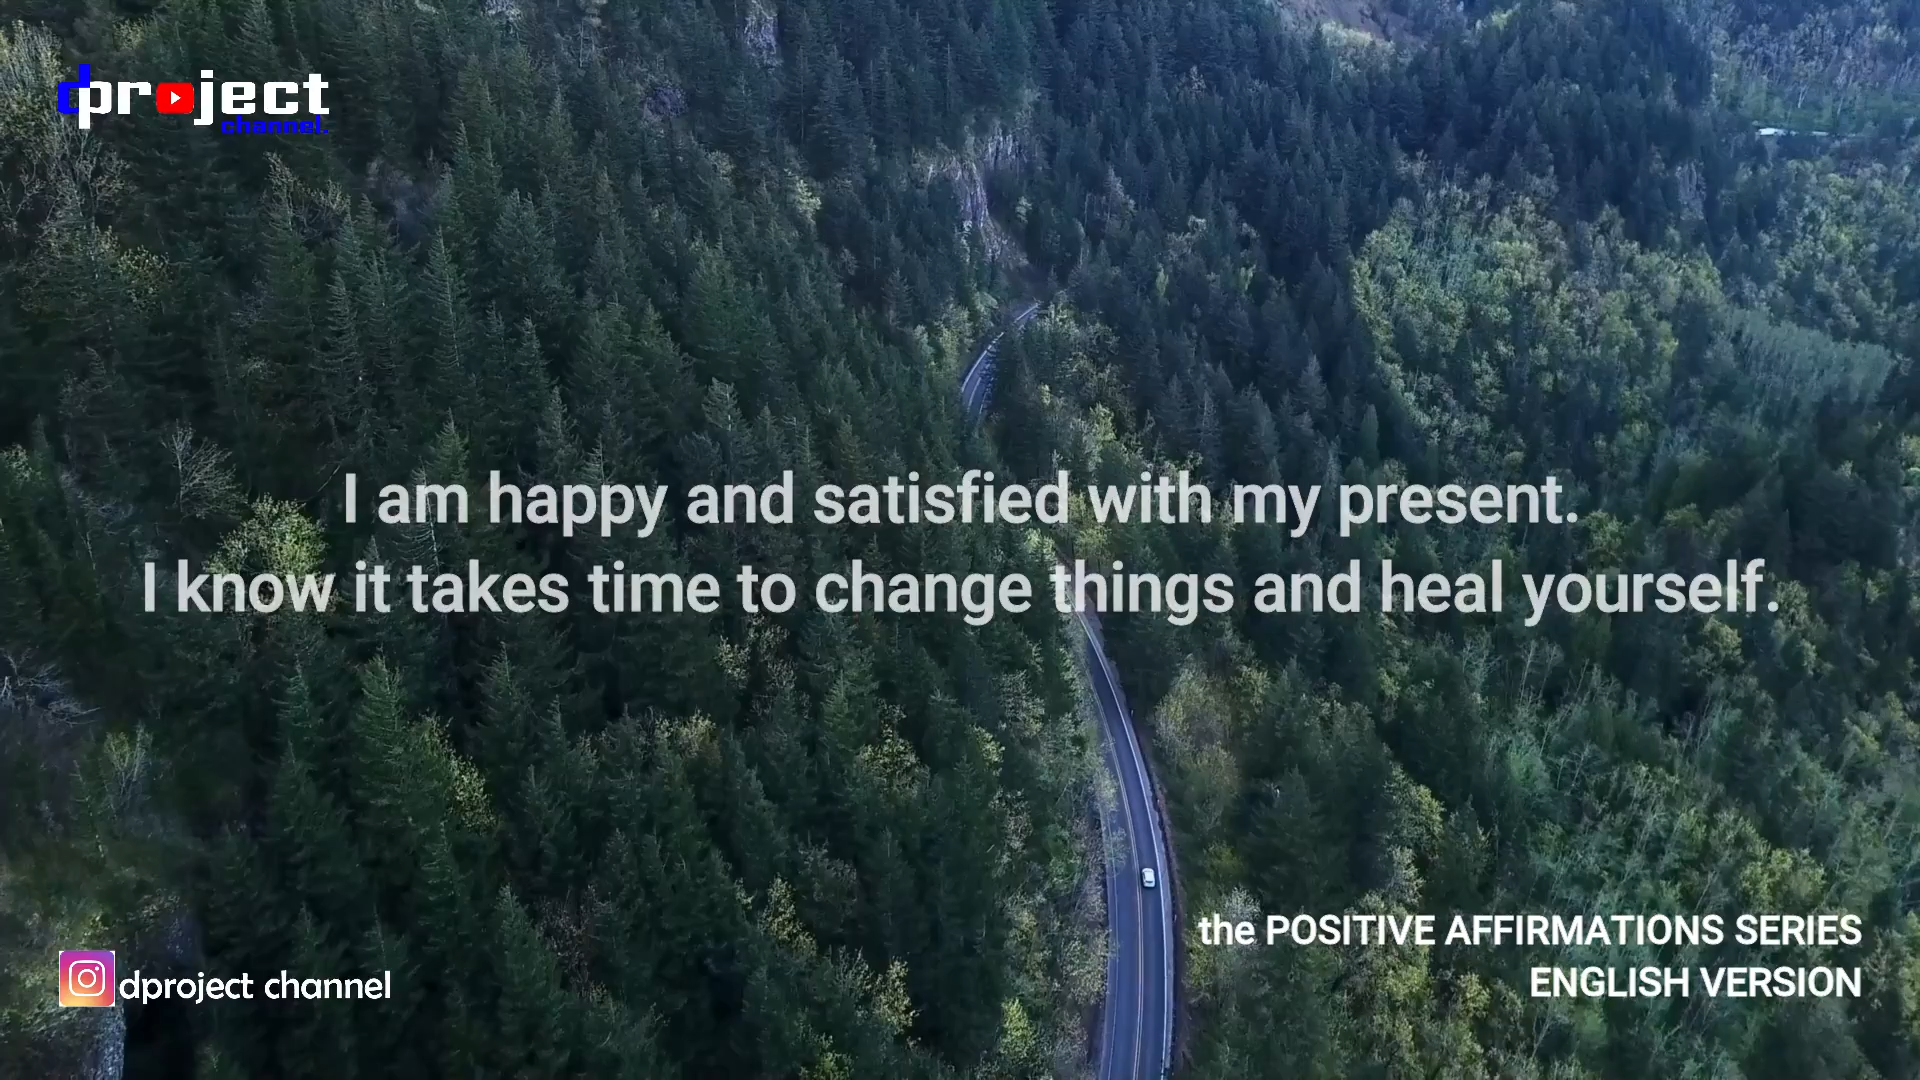 dproject
channel.
I am happy and satisfied with my present.
I know it takes time to change things and heal yourself.
the POSITIVE AFFIRMATIONS SERIES
ENGLISH VERSION
dproject channel